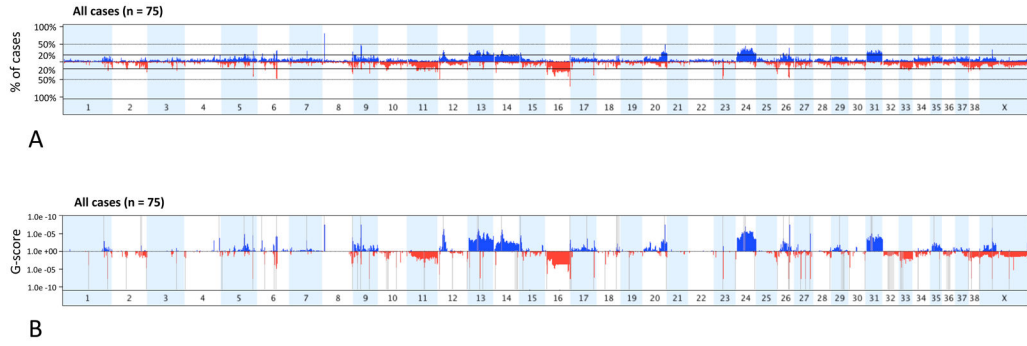 All cases (n = 75)
% of cases
100%
50%
20%
20%
50%
100%
1 2 3 4 5 6 7 8 9 10 11 12 13 14 15 16 17 18 19 20 21 22 23 24 25 26 27 28 29 30 31 32 33 34 35 36 37 38 X
A
All cases (n = 75)
G-score
1.0e -10
1.0e -05
1.0e +00
1.0e -05
1.0e -10
1 2 3 4 5 6 7 8 9 10 11 12 13 14 15 16 17 18 19 20 21 22 23 24 25 26 27 28 29 30 31 32 33 34 35 36 37 38 X
B